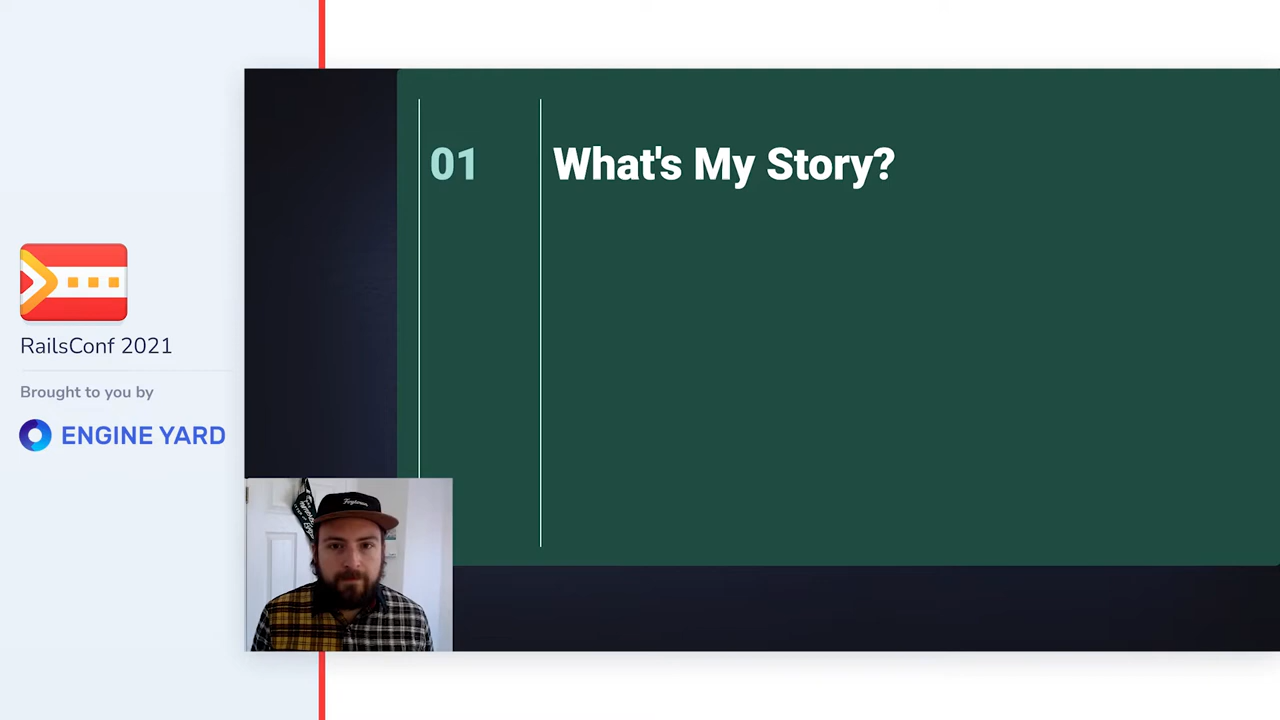 01
What's My Story?
RailsConf 2021
Brought to you by
ENGINE YARD